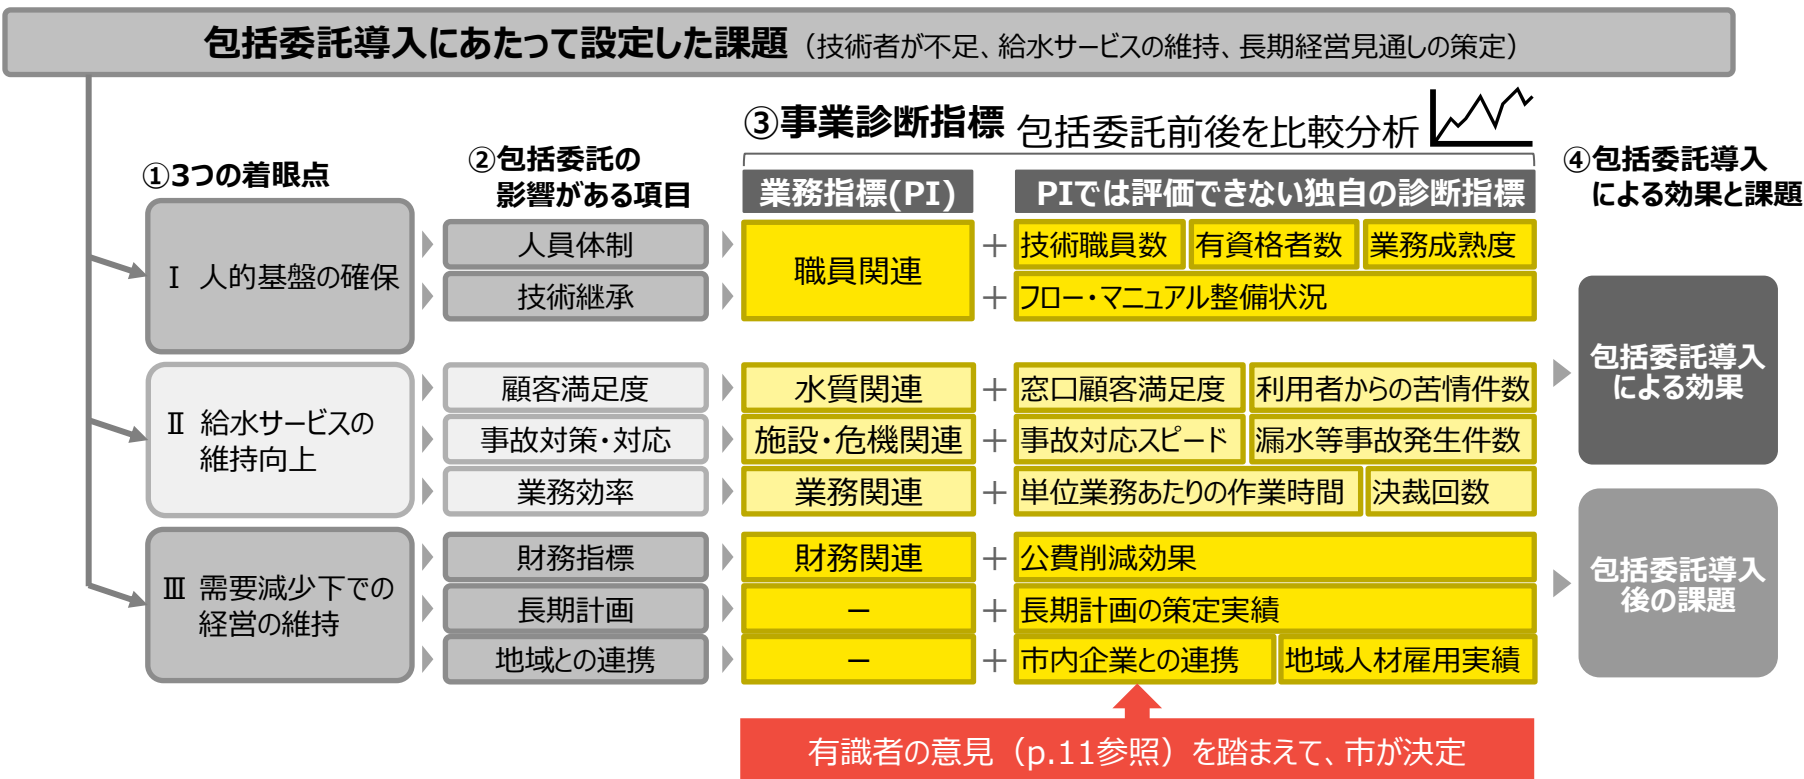 包括委託導入にあたって設定した課題（技術者が不足、給水サービスの維持、長期経営見通しの策定）
③事業診断指標 包括委託前後を比較分析
①3つの着眼点
②包括委託の
影響がある項目
業務指標(PI)
PIでは評価できない独自の診断指標
④包括委託導入
による効果と課題
Ⅰ 人的基盤の確保
人員体制
技術継承
職員関連
＋ 技術職員数 有資格者数 業務成熟度
＋ フロー・マニュアル整備状況
Ⅱ 給水サービスの
維持向上
顧客満足度 水質関連 ＋ 窓口顧客満足度 利用者からの苦情件数
事故対策・対応 施設・危機関連 ＋ 事故対応スピード 漏水等事故発生件数
業務効率 業務関連 ＋ 単位業務あたりの作業時間 決裁回数
Ⅲ 需要減少下での
経営の維持
財務指標 財務関連 ＋ 公費削減効果
長期計画 － ＋ 長期計画の策定実績
地域との連携 － ＋ 市内企業との連携 地域人材雇用実績
包括委託導入
による効果
包括委託導入
後の課題
有識者の意見（p.11参照）を踏まえて、市が決定